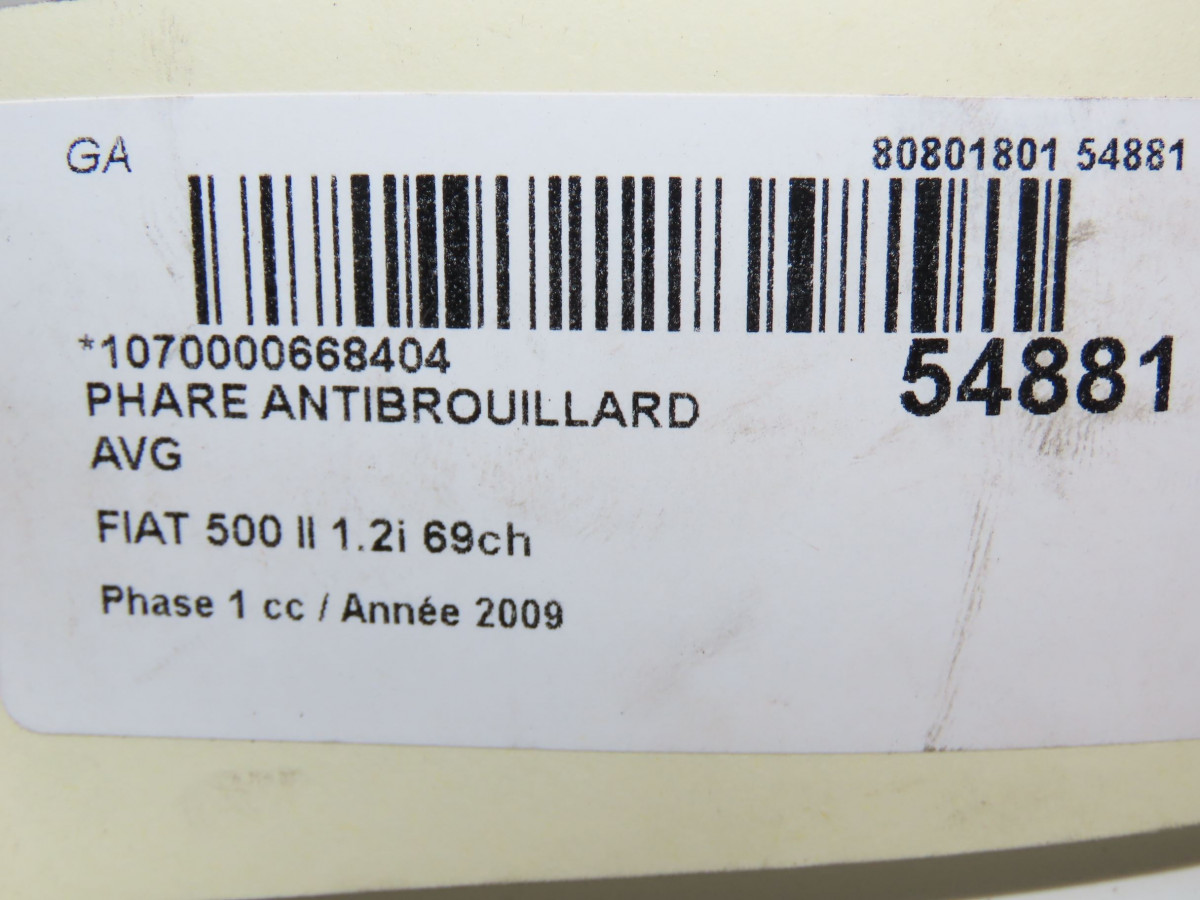 GA
80801801 54881
*1070000668404
54881
PHARE ANTIBROUILLARD
AVG
FIAT 500 II 1.2i 69ch
Phase 1 cc / Année 2009